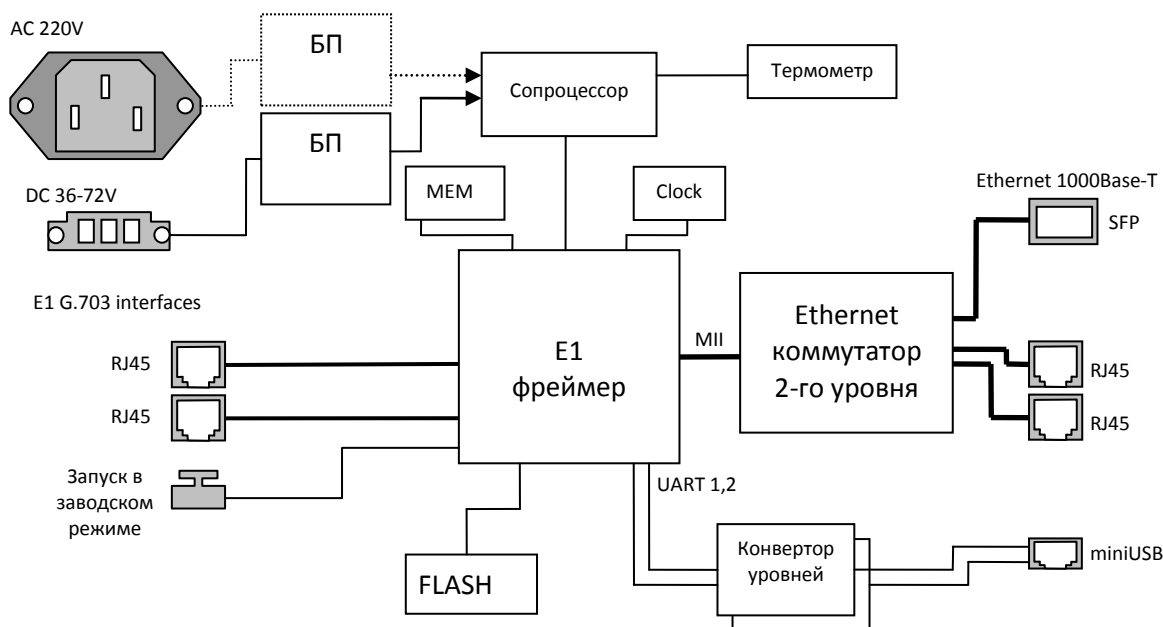 AC 220V
БП
Сопроцессор
Термометр
БП
DC 36-72V
MEM
Clock
Ethernet 1000Base-T
SFP
E1 G.703 interfaces
RJ45
RJ45
E1
фреймер
MII
Ethernet
коммутатор
2-го уровня
RJ45
RJ45
Запуск в
заводском
режиме
UART 1,2
FLASH
Конвертор
уровней
miniUSB